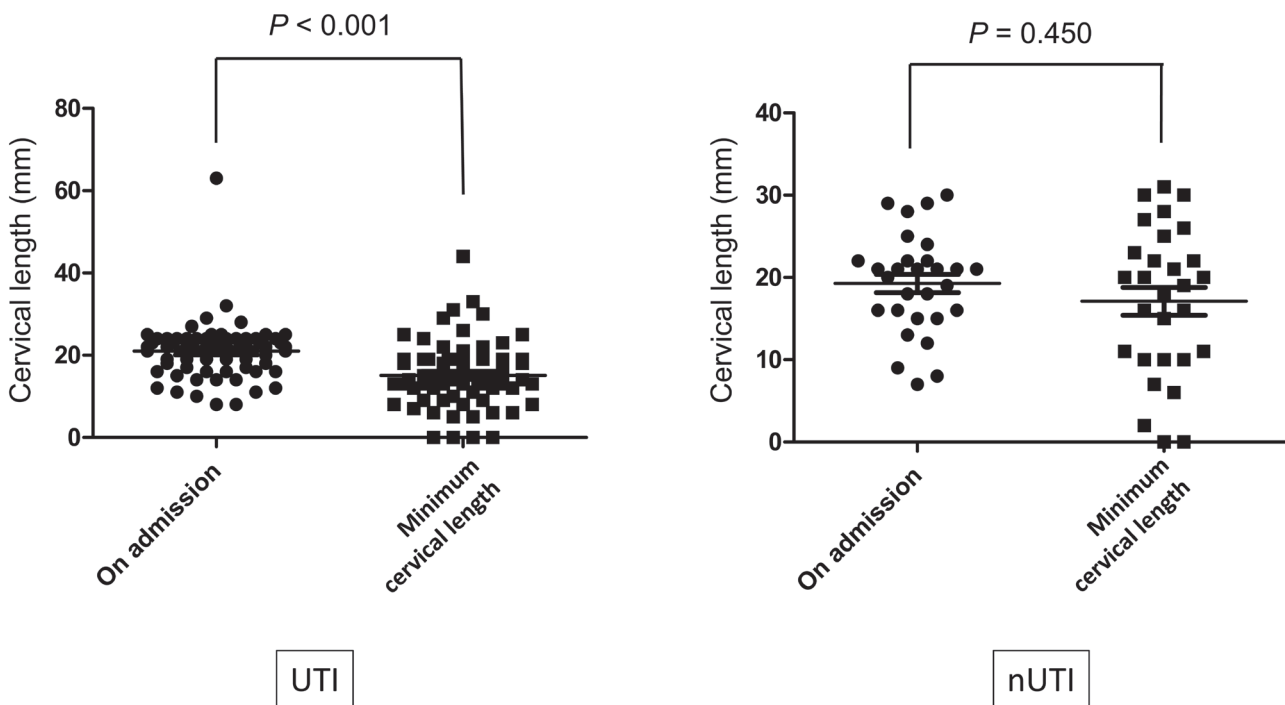 P < 0.001
Cervical length (mm)
80
60
40
20
0
On admission
Minimum
cervical length
UTI
P = 0.450
Cervical length (mm)
40
30
20
10
0
On admission
Minimum
cervical length
nUTI